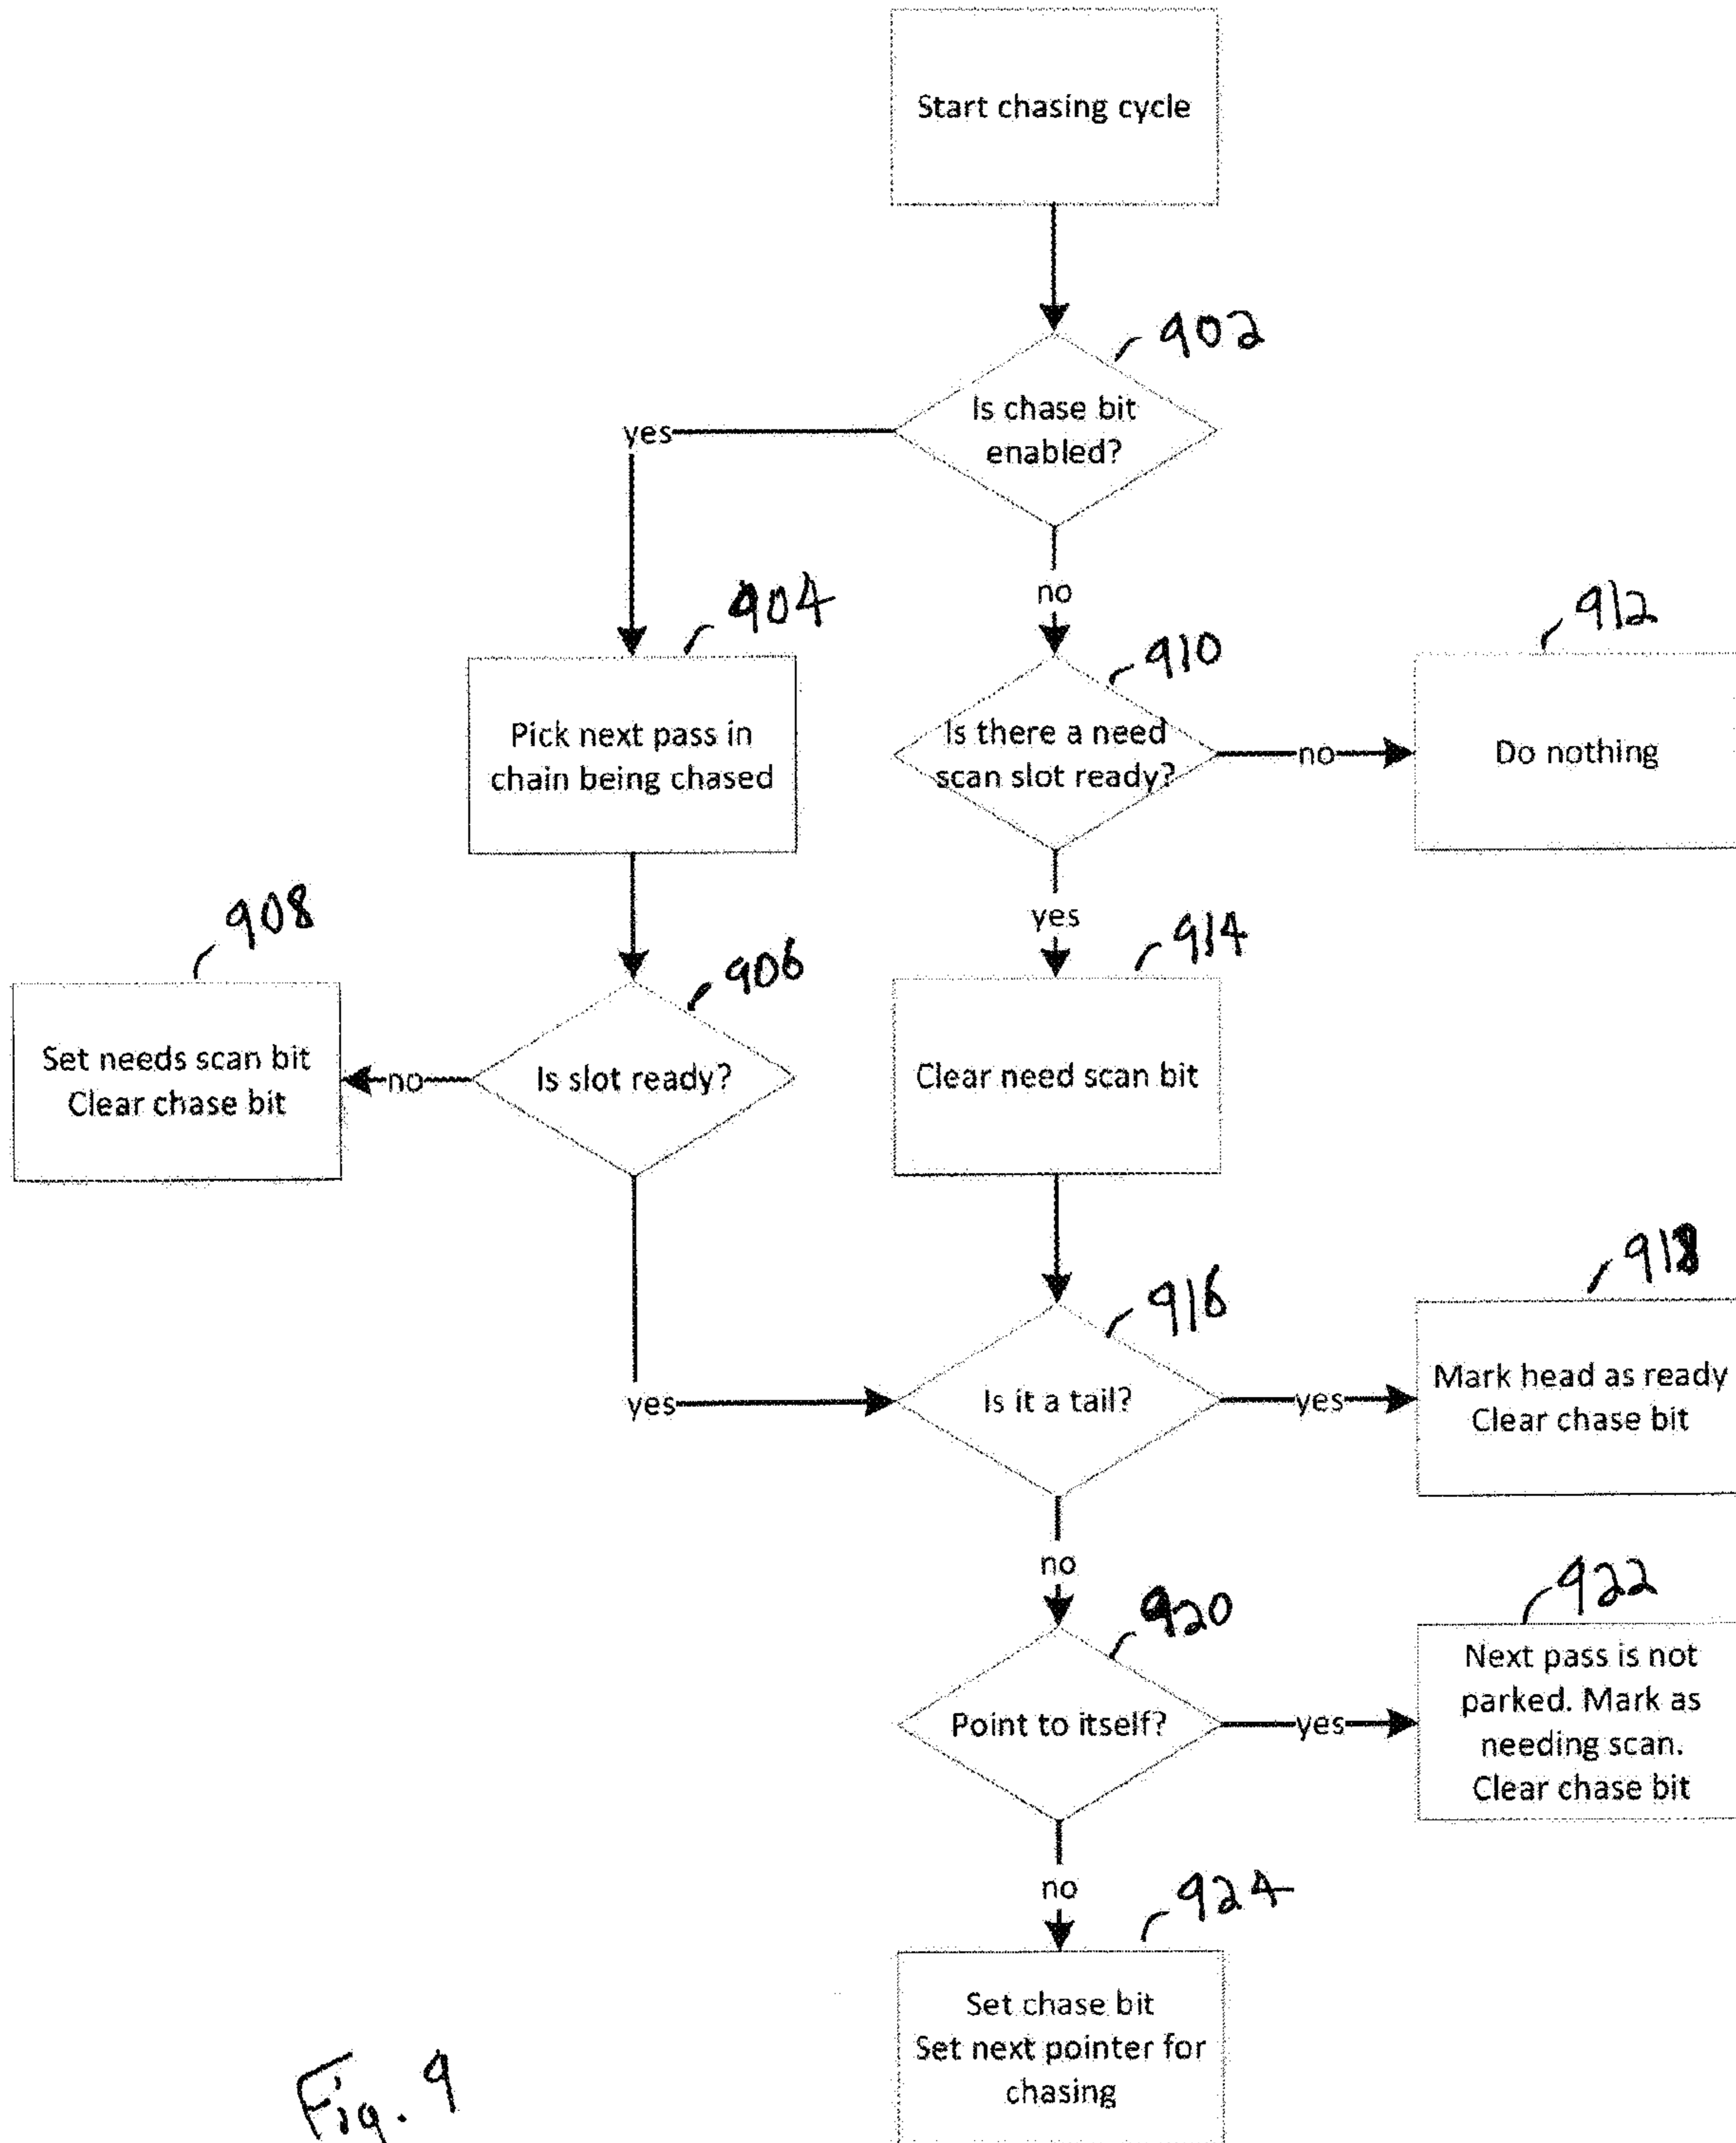 Start chasing cycle
902
Is chase bit
enabled?
yes
no
904
Pick next pass in
chain being chased
910
Is there a need
scan slot ready?
no
912
Do nothing
yes
908
Set needs scan bit
Clear chase bit
no
906
Is slot ready?
914
Clear need scan bit
yes
916
Is it a tail?
yes
918
Mark head as ready
Clear chase bit
no
920
Point to itself?
yes
922
Next pass is not
parked. Mark as
needing scan.
Clear chase bit
no
924
Set chase bit
Set next pointer for
chasing
Fig. 9